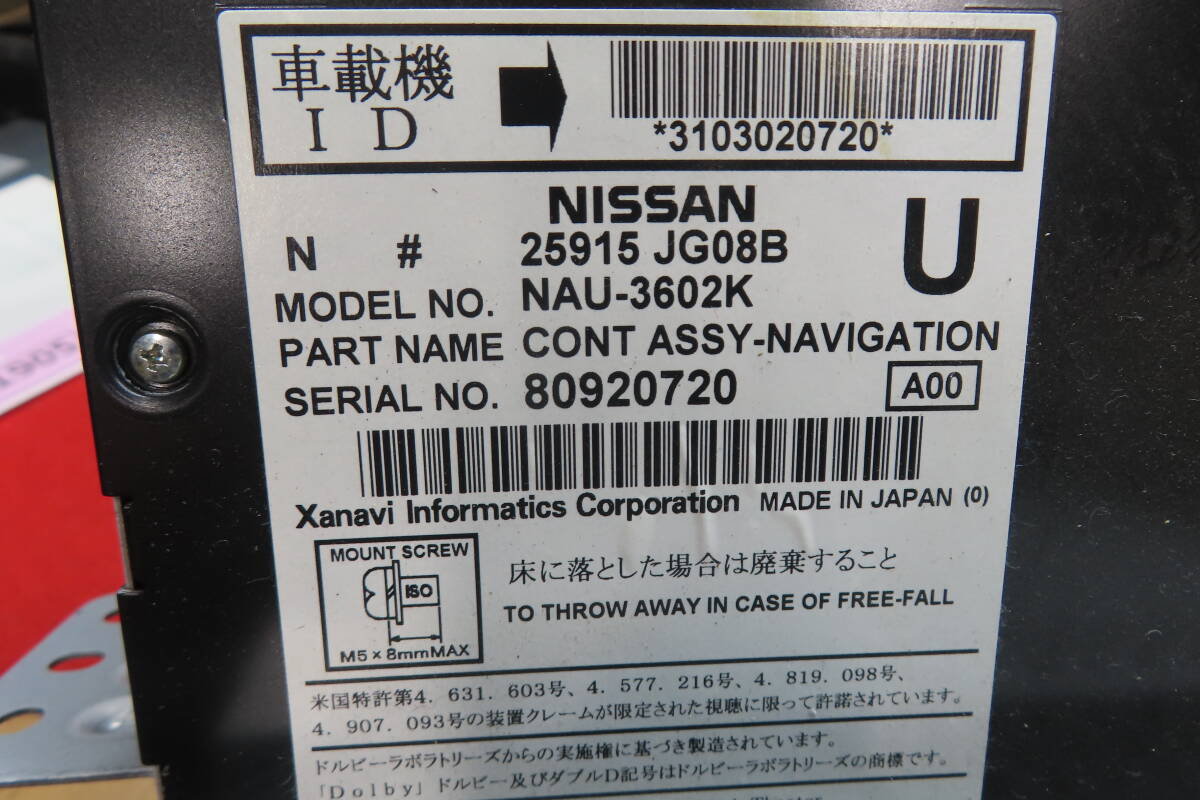 車載機
ID
*3103020720*
NISSAN
U
N # 25915 JG08B
MODEL NO. NAU-3602K
PART NAME CONT ASSY-NAVIGATION
SERIAL NO. 80920720
A00
Xanavi Informatics Corporation MADE IN JAPAN (0)
MOUNT SCREW
ISO
M5×8mmMAX
床に落とした場合は廃棄すること
TO THROW AWAY IN CASE OF FREE-FALL
米国特許第4. 631. 603号、4. 577. 216号、4. 819. 098号、
4. 907. 093号の装置クレームが限定された視聴に限って許諾されています。
ドルビーラボラトリーズからの実施権に基づき製造されています。
「Dolby」ドルビー及びダブルD記号はドルビーラボラトリーズの商標です。